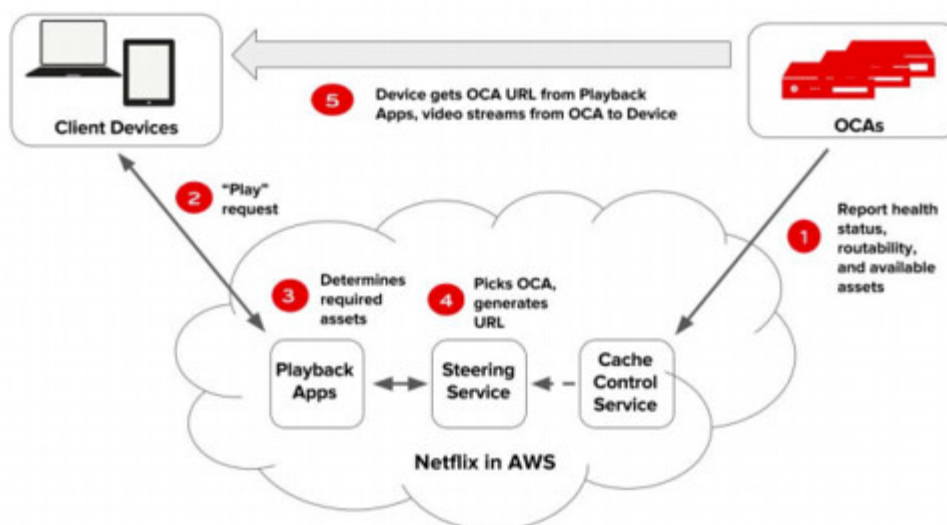 Client Devices
OCAs
5
Device gets OCA URL from Playback
Apps, video streams from OCA to Device
2
“Play”
request
1
Report health
status,
routability,
and available
assets
3
Determines
required
assets
4
Picks OCA,
generates
URL
Playback
Apps
Steering
Service
Cache
Control
Service
Netflix in AWS